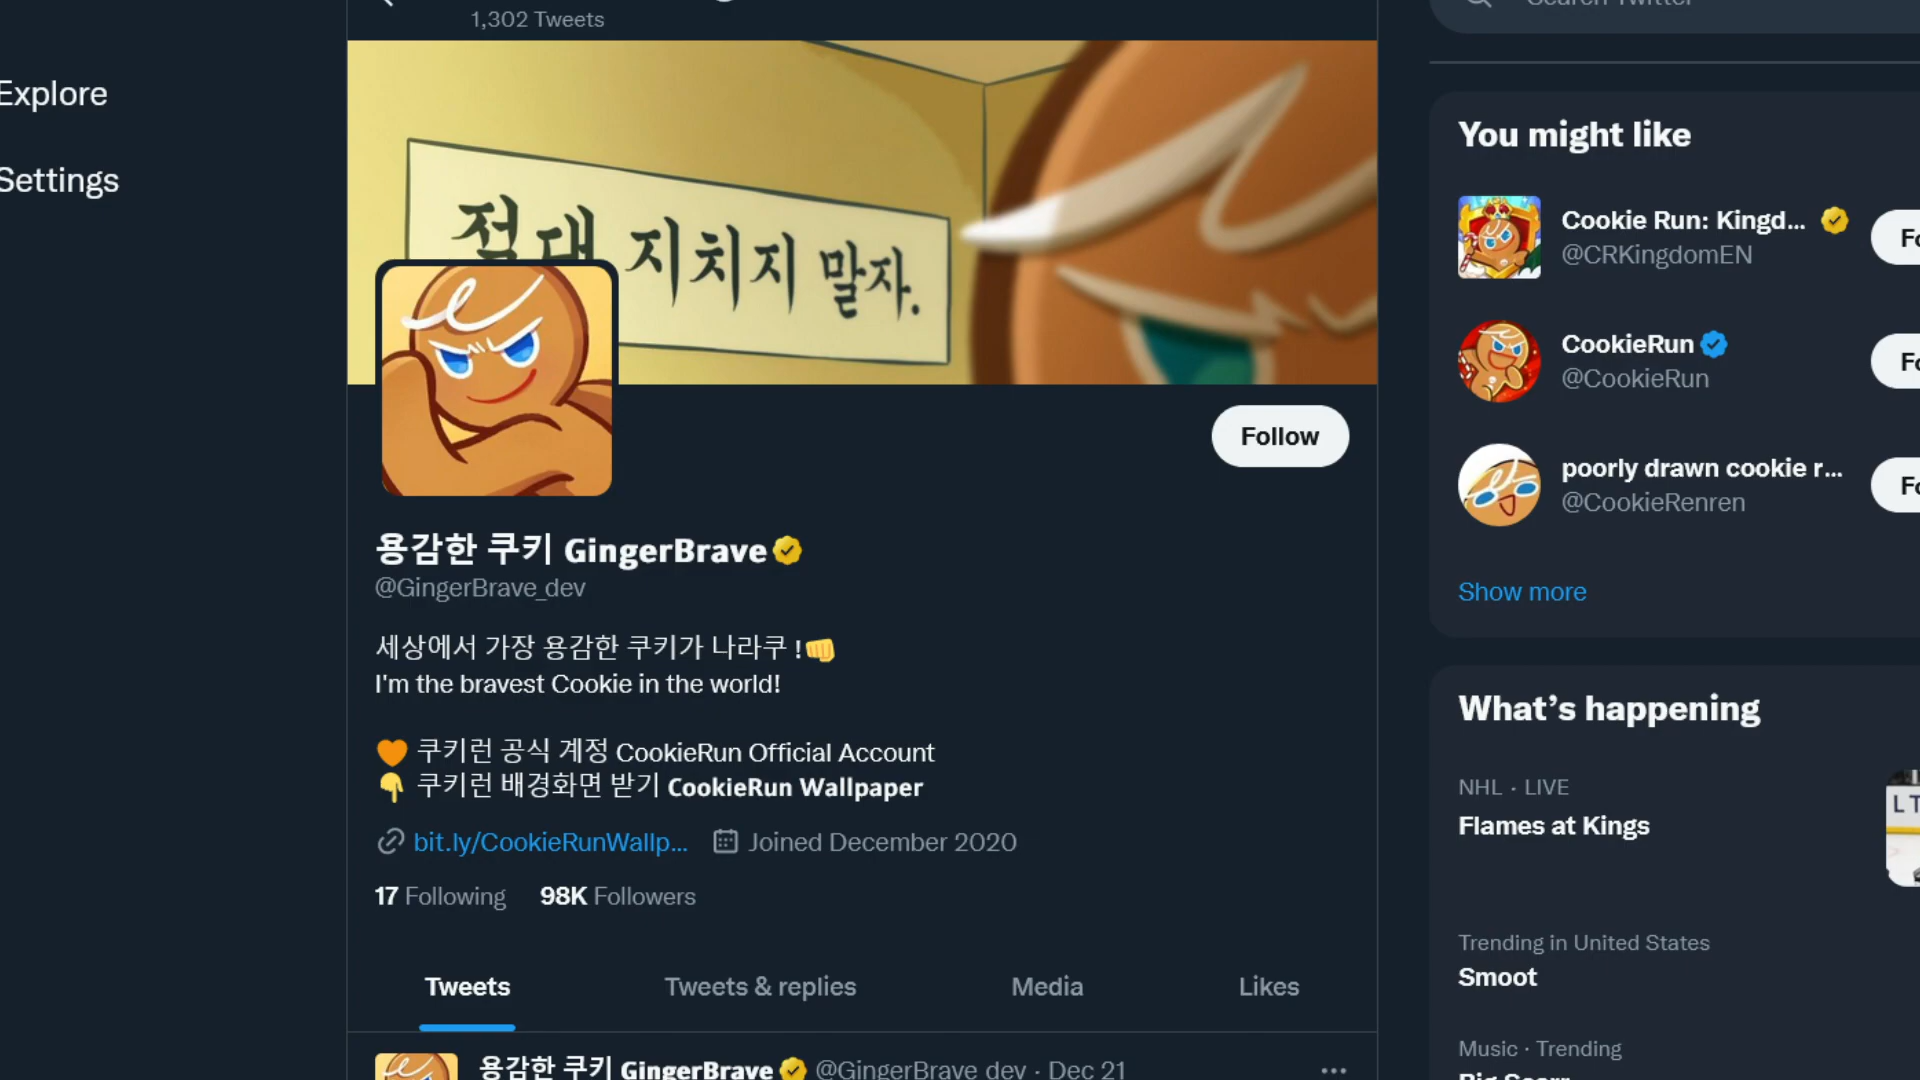 1,302 Tweets
Explore
Settings
절대 지치지 말자.
Follow
용감한 쿠키 GingerBrave
@GingerBrave_dev
세상에서 가장 용감한 쿠키가 나라쿠 !👊
I'm the bravest Cookie in the world!
🧡 쿠키런 공식 계정 CookieRun Official Account
👇 쿠키런 배경화면 받기 CookieRun Wallpaper
bit.ly/CookieRunWallp... Joined December 2020
17 Following 98K Followers
Tweets Tweets & replies Media Likes
용감한 쿠키 GingerBrave @GingerBrave_dev · Dec 21
Search Twitter
You might like
Cookie Run: Kingd...
@CRKingdomEN
Fo
CookieRun
@CookieRun
Fo
poorly drawn cookie r...
@CookieRenren
Fo
Show more
What's happening
NHL · LIVE
Flames at Kings
LT
Trending in United States
Smoot
Music · Trending